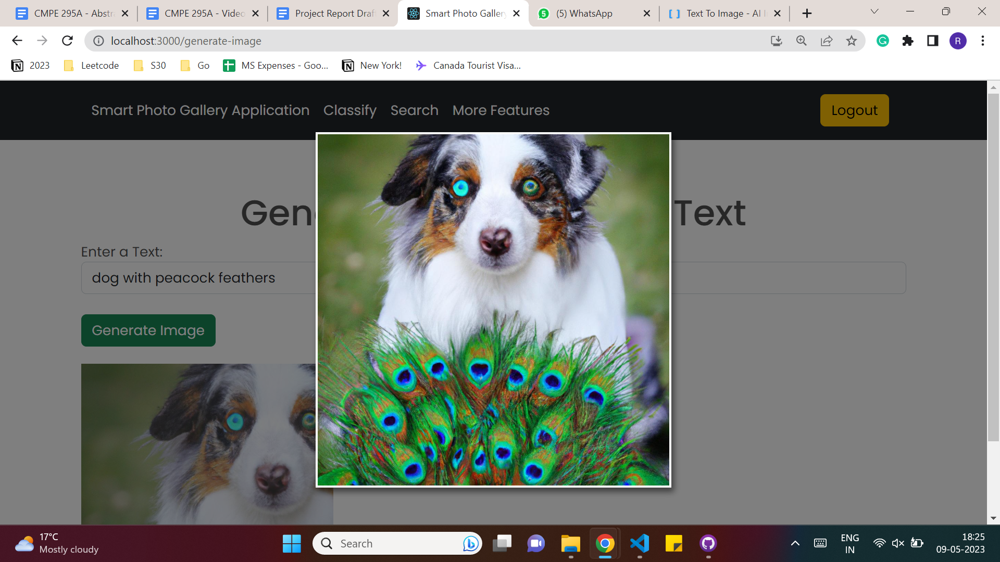 CMPE 295A - Abstra
CMPE 295A - Video
Project Report Draf
Smart Photo Gallery
(5) WhatsApp
Text To Image - AI I
localhost:3000/generate-image
R
2023
Leetcode
S30
Go
MS Expenses - Goo...
New York!
Canada Tourist Visa...
Smart Photo Gallery Application
Classify
Search
More Features
Logout
Gen
Text
Enter a Text:
dog with peacock feathers
Generate Image
17°C
Mostly cloudy
Search
ENG
IN
18:25
09-05-2023